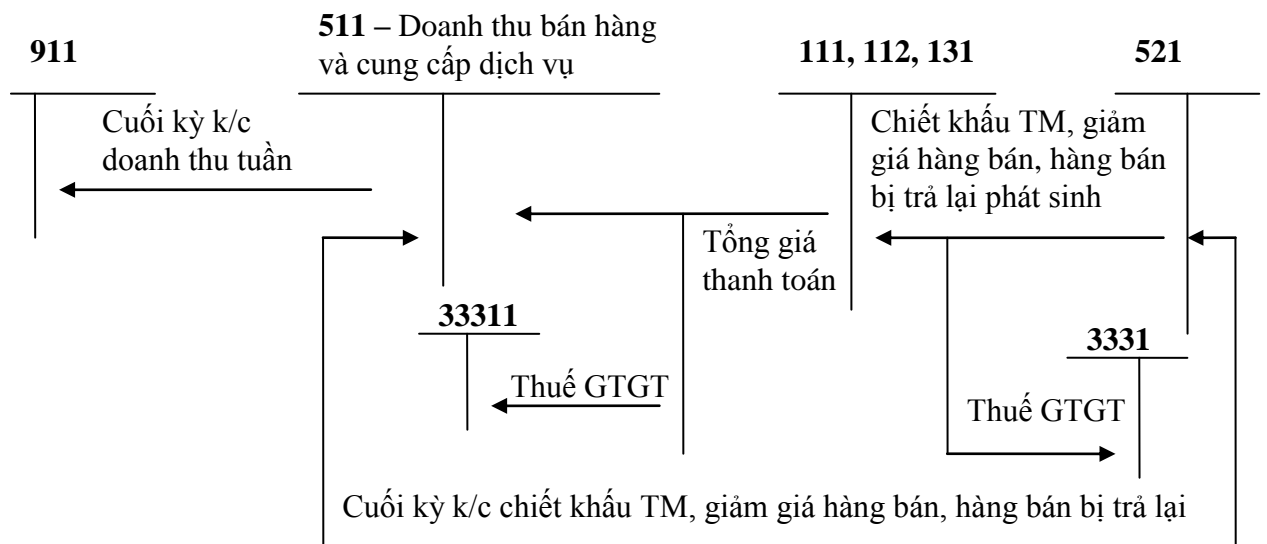 911
511 – Doanh thu bán hàng
và cung cấp dịch vụ
111, 112, 131
521
Cuối kỳ k/c
doanh thu tuần
Chiết khấu TM, giảm
giá hàng bán, hàng bán
bị trả lại phát sinh
Tổng giá
thanh toán
33311
3331
Thuế GTGT
Thuế GTGT
Cuối kỳ k/c chiết khấu TM, giảm giá hàng bán, hàng bán bị trả lại